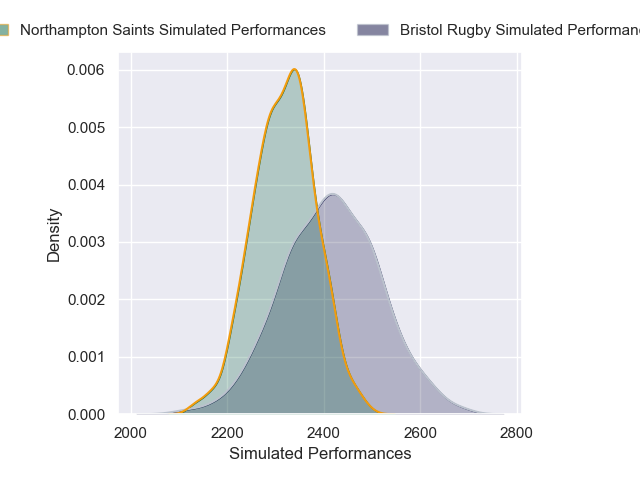 Northampton Saints Simulated Performances
Bristol Rugby Simulated
0.006
0.005
0.004
0.003
0.002
0.001
0.000
Density
2000 2200 2400 2600 2800
Simulated Performances